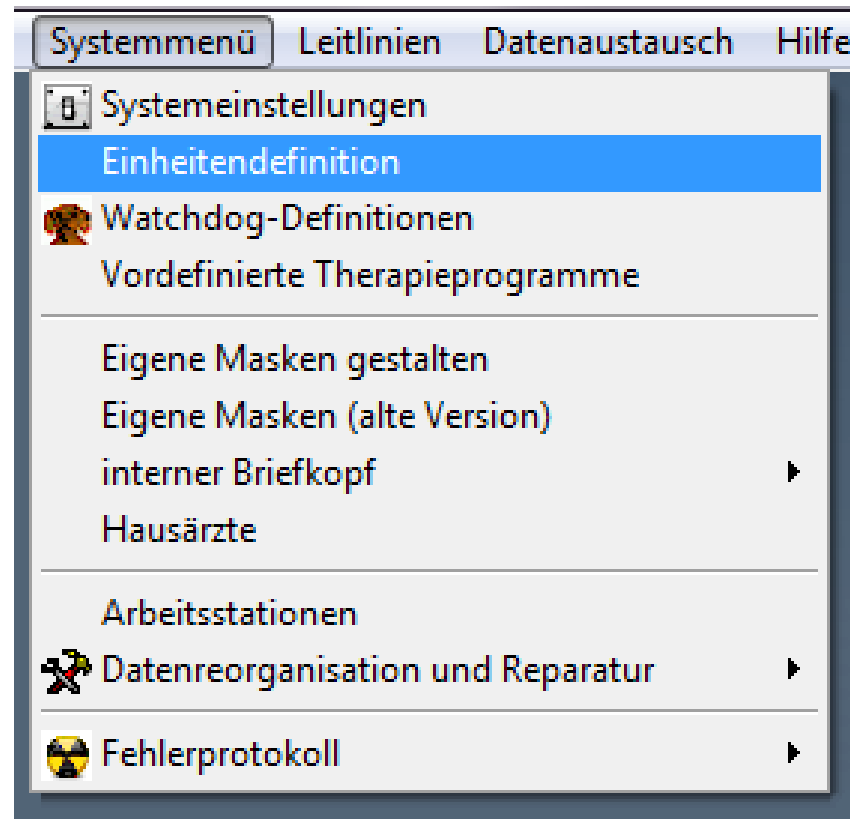 Systemmenü Leitlinien Datenaustausch Hilfe
Systemeinstellungen
Einheitendefinition
Watchdog-Definitionen
Vordefinierte Therapieprogramme
Eigene Masken gestalten
Eigene Masken (alte Version)
interner Briefkopf
Hausärzte
Arbeitsstationen
Datenreorganisation und Reparatur
Fehlerprotokoll